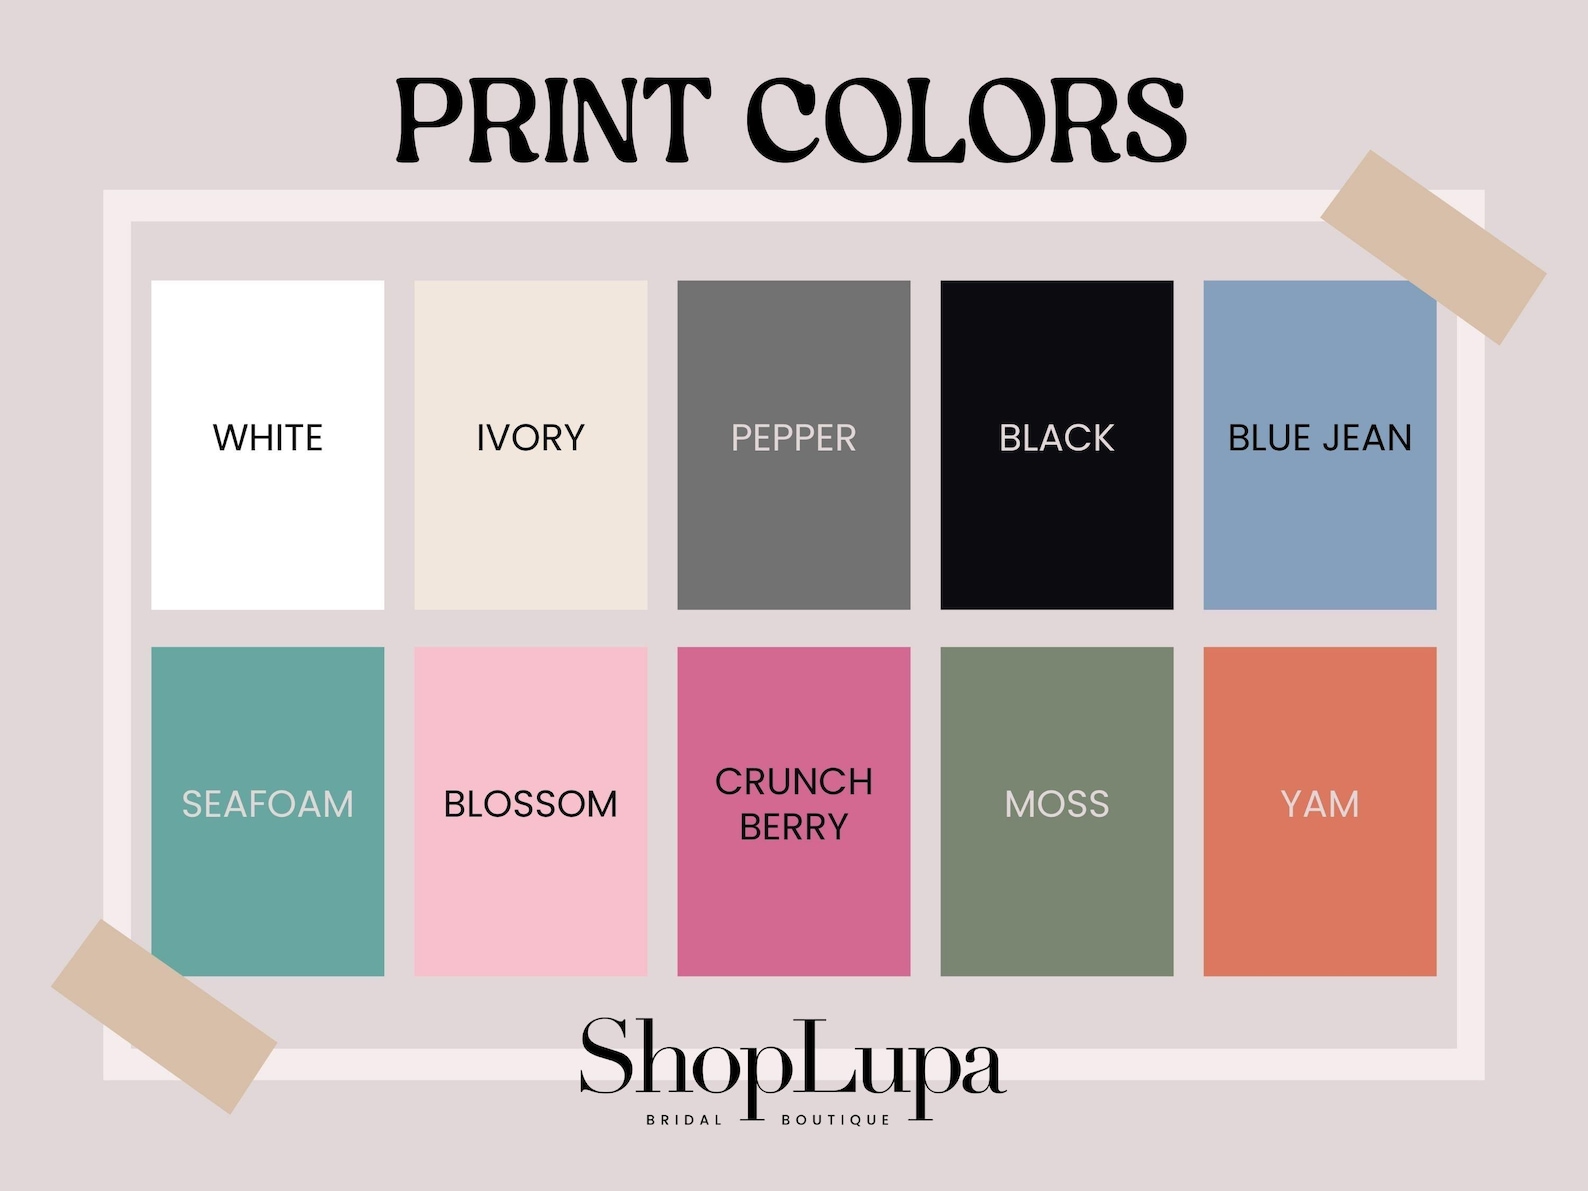 PRINT COLORS
WHITE
IVORY
PEPPER
BLACK
BLUE JEAN
SEAFOAM
BLOSSOM
CRUNCH
BERRY
MOSS
YAM
ShopLupa
BRIDAL BOUTIQUE